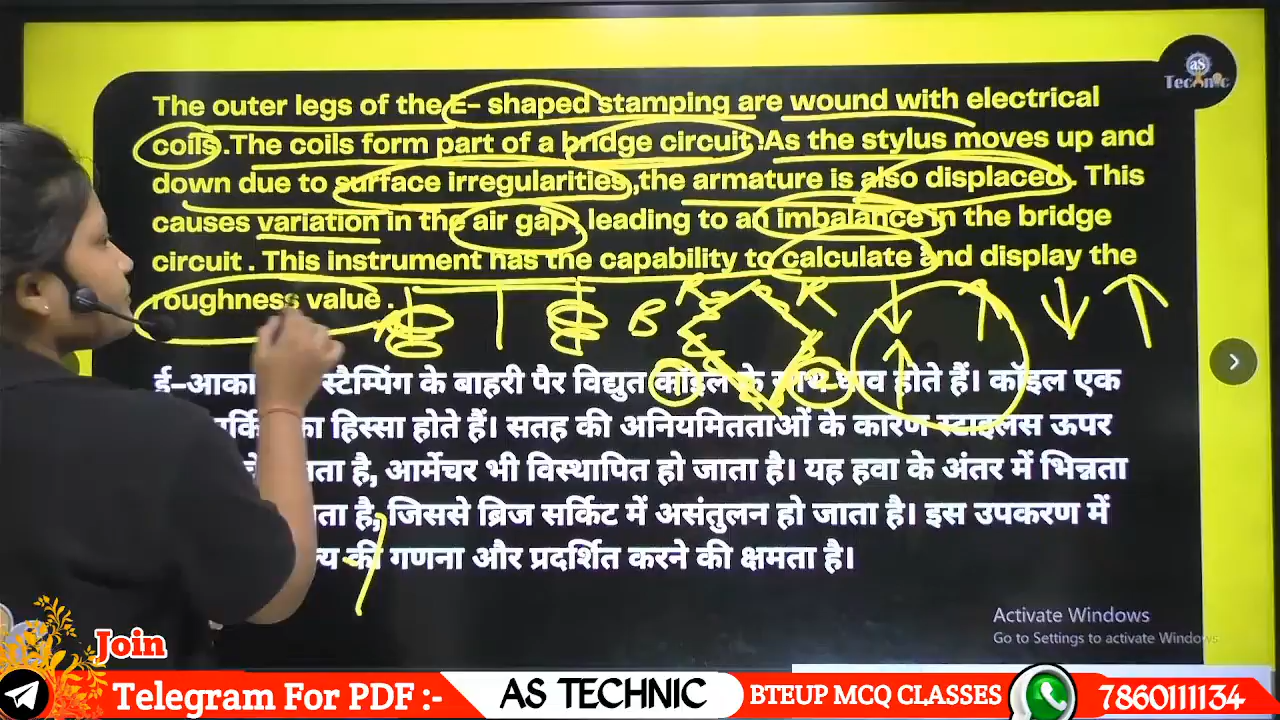 as
Technic
The outer legs of the E- shaped stamping are wound with electrical
coils .The coils form part of a bridge circuit .As the stylus moves up and
down due to surface irregularities ,the armature is also displaced . This
causes variation in the air gap , leading to an imbalance in the bridge
circuit . This instrument has the capability to calculate and display the
roughness value .
R R
B
स्टैम्पिंग के बाहरी पैर विद्युत कॉइल के साथ घाव होते हैं। कॉइल एक
का हिस्सा होते हैं। सतह की अनियमितताओं के कारण स्टाइलस ऊपर
है, आर्मेचर भी विस्थापित हो जाता है। यह हवा के अंतर में भिन्नता
है, जिससे ब्रिज सर्किट में असंतुलन हो जाता है। इस उपकरण में
की गणना और प्रदर्शित करने की क्षमता है।
Activate Windows
Go to Settings to activate Windows
Join
Telegram For PDF :- AS TECHNIC BTEUP MCQ CLASSES 7860111134